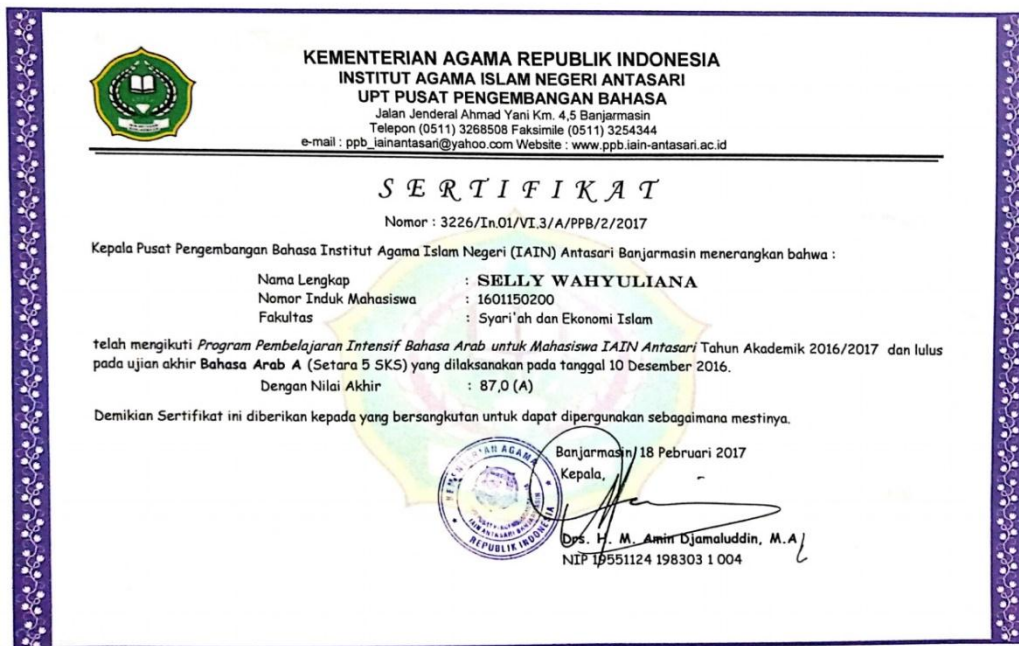 KEMENTERIAN AGAMA REPUBLIK INDONESIA
INSTITUT AGAMA ISLAM NEGERI ANTASARI
UPT PUSAT PENGEMBANGAN BAHASA
Jalan Jenderal Ahmad Yani Km. 4,5 Banjarmasin
Telepon (0511) 3268508 Faksimile (0511) 3254344
e-mail : ppb_iainantasari@yahoo.com Website : www.ppb.iain-antasari.ac.id
SERTIFIKAT
Nomor : 3226/In.01/VI.3/A/PPB/2/2017
Kepala Pusat Pengembangan Bahasa Institut Agama Islam Negeri (IAIN) Antasari Banjarmasin menerangkan bahwa :
Nama Lengkap : SELLY WAHYULIANA
Nomor Induk Mahasiswa : 1601150200
Fakultas : Syari'ah dan Ekonomi Islam
telah mengikuti Program Pembelajaran Intensif Bahasa Arab untuk Mahasiswa IAIN Antasari Tahun Akademik 2016/2017 dan lulus
pada ujian akhir Bahasa Arab A (Setara 5 SKS) yang dilaksanakan pada tanggal 10 Desember 2016.
Dengan Nilai Akhir : 87,0 (A)
Demikian Sertifikat ini diberikan kepada yang bersangkutan untuk dapat dipergunakan sebagaimana mestinya.
Banjarmasin, 18 Pebruari 2017
Kepala,
KEMENTERIAN AGAMA
IAIN ANTASARI BANJARMASIN
REPUBLIK INDONESIA
Drs. H. M. Amin Djamaluddin, M.A
NIP 19551124 198303 1 004